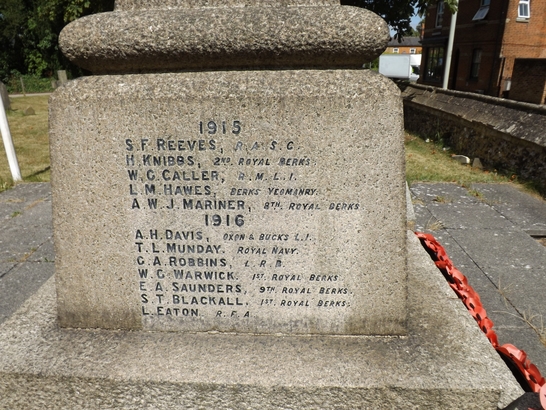 1915
S. F. REEVES, R.A.S.C.
H. KNIBBS, 2ND. ROYAL BERKS.
W. G. CALLER, R.M.L.I.
L. M. HAWES, BERKS YEOMANRY.
A. W. J. MARINER, 8TH. ROYAL BERKS.
1916
A. H. DAVIS, OXON & BUCKS L.I.
T. L. MUNDAY. ROYAL NAVY.
G. A. ROBBINS, L.R.B.
W. G. WARWICK. 1ST. ROYAL BERKS
E. A. SAUNDERS, 9TH. ROYAL BERKS.
S. T. BLACKALL. 1ST. ROYAL BERKS.
L. EATON. R.F.A.